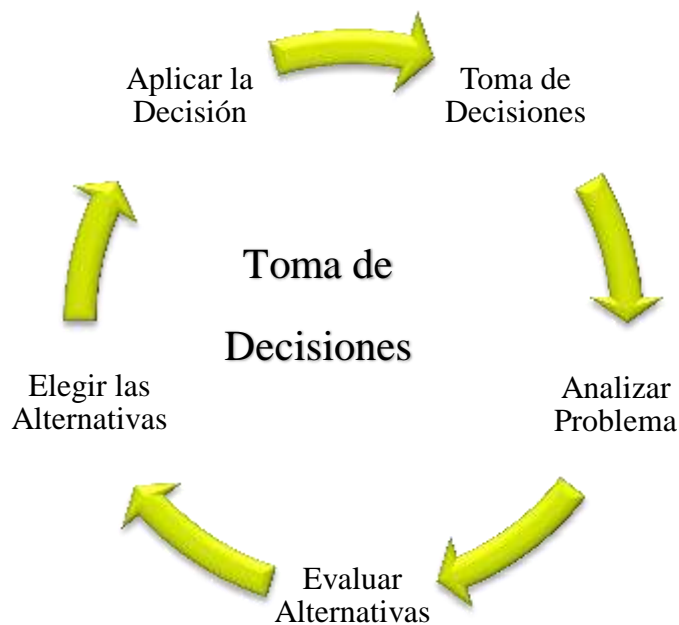 Toma de
Decisiones
Analizar
Problema
Evaluar
Alternativas
Elegir las
Alternativas
Aplicar la
Decisión
Toma de
Decisiones